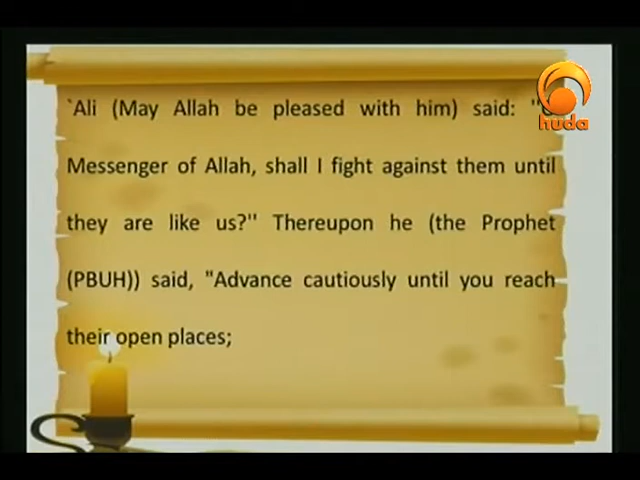 `Ali (May Allah be pleased with him) said: "
Messenger of Allah, shall I fight against them until
they are like us?'' Thereupon he (the Prophet
(PBUH)) said, "Advance cautiously until you reach
their open places;
huda